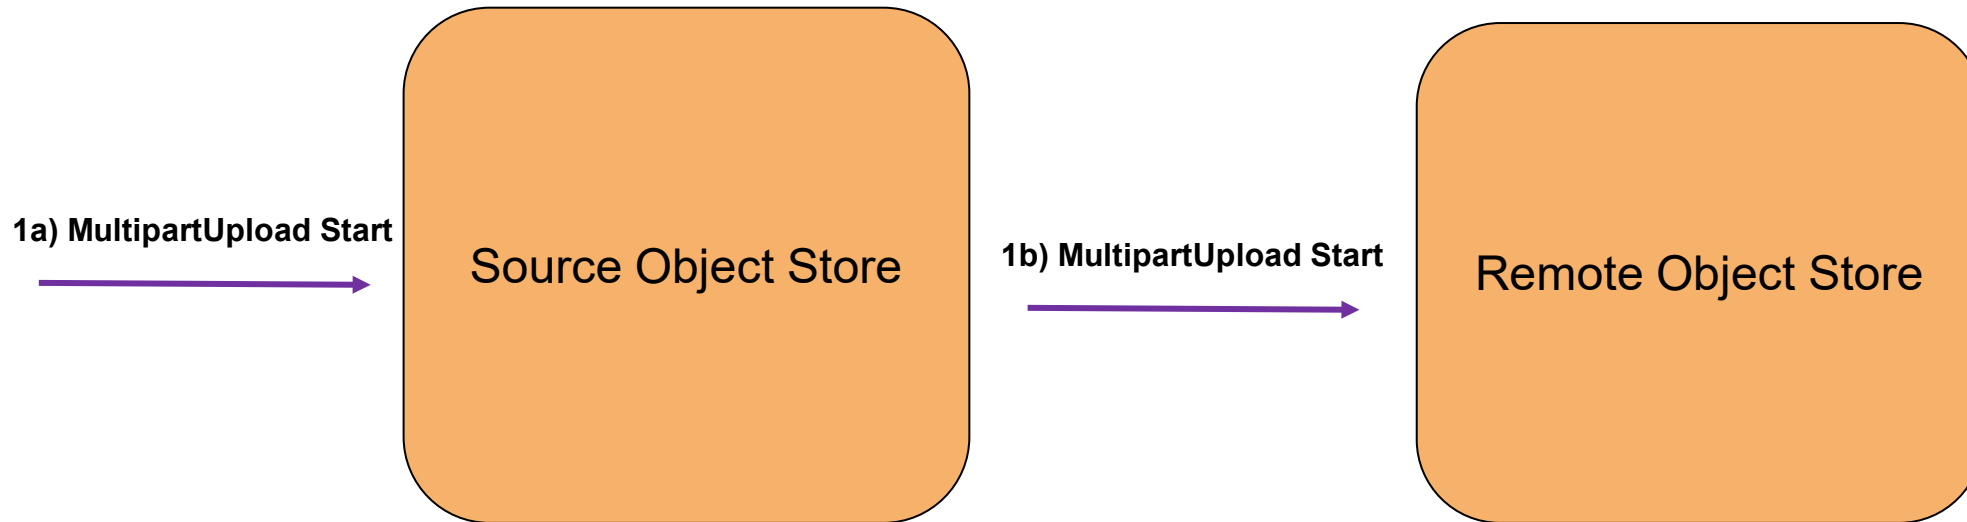 1a) MultipartUpload Start
Source Object Store
1b) MultipartUpload Start
Remote Object Store